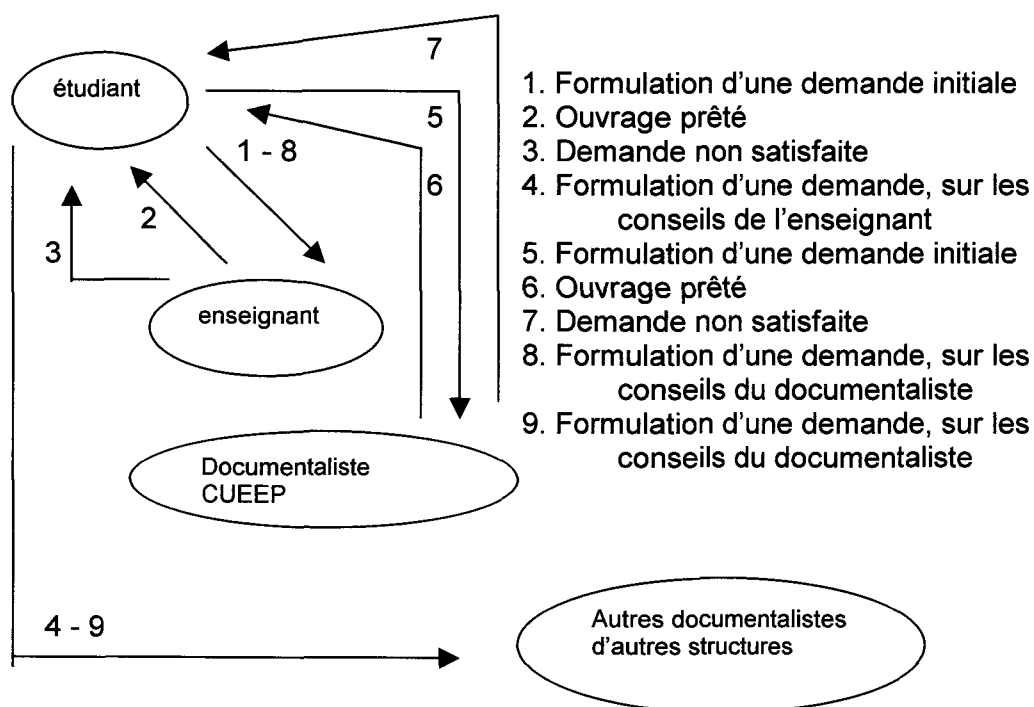 7
étudiant
5
1 - 8
6
2
3
enseignant
Documentaliste
CUEEP
4 - 9
Autres documentalistes
d'autres structures
1. Formulation d'une demande initiale
2. Ouvrage prêté
3. Demande non satisfaite
4. Formulation d'une demande, sur les
conseils de l'enseignant
5. Formulation d'une demande initiale
6. Ouvrage prêté
7. Demande non satisfaite
8. Formulation d'une demande, sur les
conseils du documentaliste
9. Formulation d'une demande, sur les
conseils du documentaliste